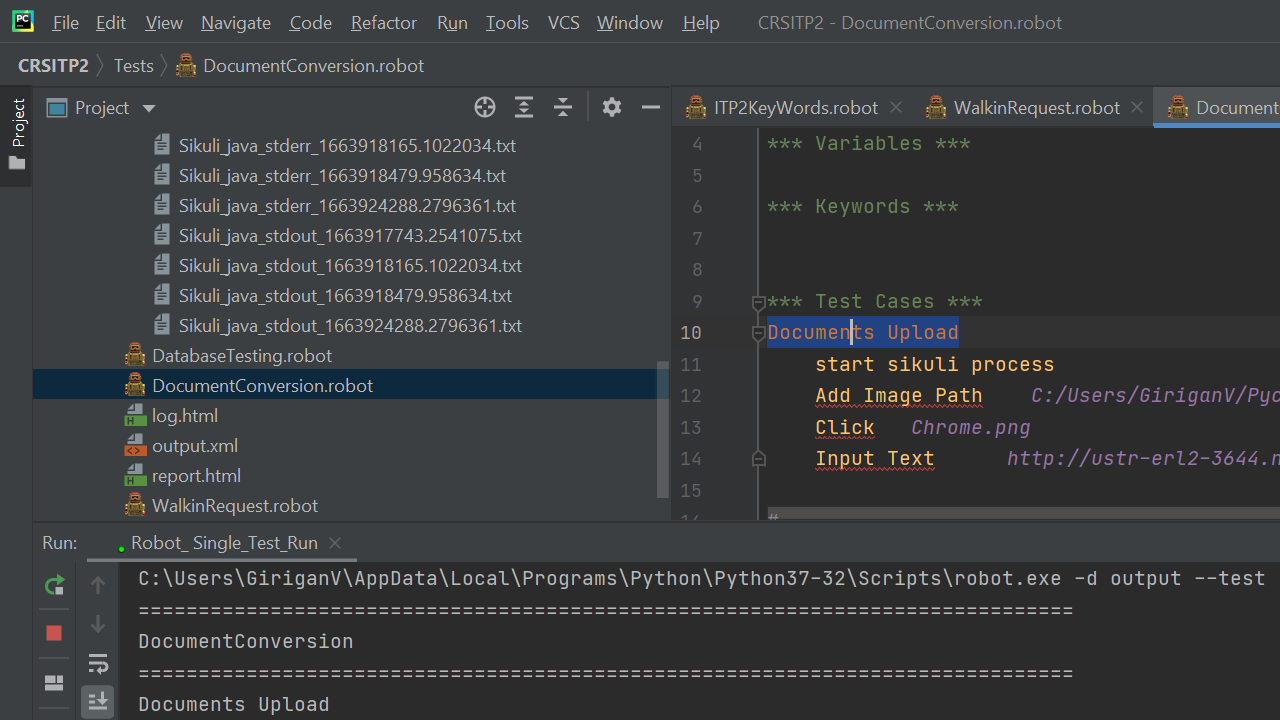 PC File Edit View Navigate Code Refactor Run Tools VCS Window Help CRSITP2 - DocumentConversion.robot
CRSITP2 Tests DocumentConversion.robot
Project
Project
Sikuli_java_stderr_1663918165.1022034.txt
Sikuli_java_stderr_1663918479.958634.txt
Sikuli_java_stderr_1663924288.2796361.txt
Sikuli_java_stdout_1663917743.2541075.txt
Sikuli_java_stdout_1663918165.1022034.txt
Sikuli_java_stdout_1663918479.958634.txt
Sikuli_java_stdout_1663924288.2796361.txt
DatabaseTesting.robot
DocumentConversion.robot
log.html
output.xml
report.html
WalkinRequest.robot
ITP2KeyWords.robot WalkinRequest.robot Document
4 *** Variables ***
5
6 *** Keywords ***
7
8
9 *** Test Cases ***
10 Documents Upload
11 start sikuli process
12 Add Image Path C:/Users/GiriganV/Pyc
13 Click Chrome.png
14 Input Text http://ustr-erl2-3644.n
15
#
Run: Robot_ Single_Test_Run
C:\Users\GiriganV\AppData\Local\Programs\Python\Python37-32\Scripts\robot.exe -d output --test
==============================================================================
DocumentConversion
==============================================================================
Documents Upload